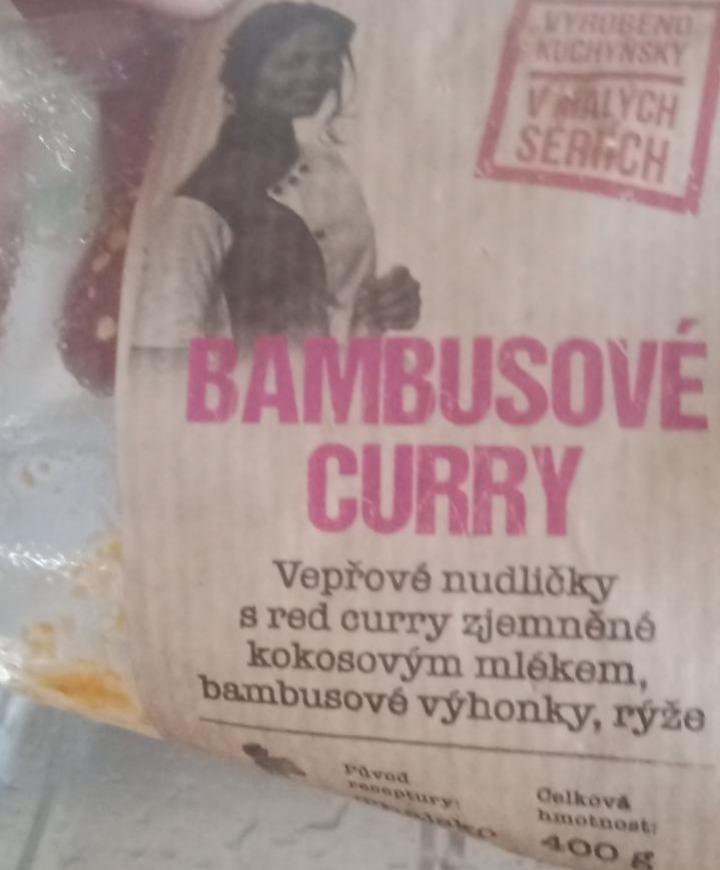 VYROBENO
KUCHYŇSKY
V MALÝCH
SÉRIÍCH
BAMBUSOVÉ
CURRY
Vepřové nudličky
s red curry zjemněné
kokosovým mlékem,
bambusové výhonky, rýže
Původ
receptury:
Celková
hmotnost:
400 g